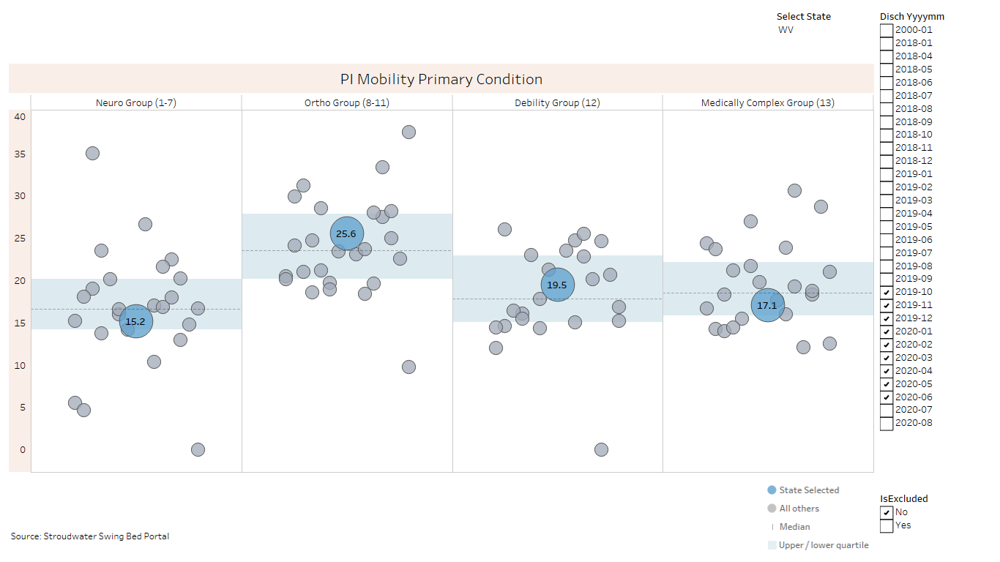 Select State
WV
Disch Yyyymm
2000-01
2018-01
2018-04
2018-05
2018-06
2018-07
2018-08
2018-09
2018-10
2018-11
2018-12
2019-01
2019-02
2019-03
2019-04
2019-05
2019-06
2019-07
2019-08
2019-09
2019-10
2019-11
2019-12
2020-01
2020-02
2020-03
2020-04
2020-05
2020-06
2020-07
2020-08
PI Mobility Primary Condition
Neuro Group (1-7)
Ortho Group (8-11)
Debility Group (12)
Medically Complex Group (13)
40
35
30
25
20
15
10
5
0
15.2
25.6
19.5
17.1
State Selected
All others
Median
Upper / lower quartile
IsExcluded
No
Yes
Source: Stroudwater Swing Bed Portal